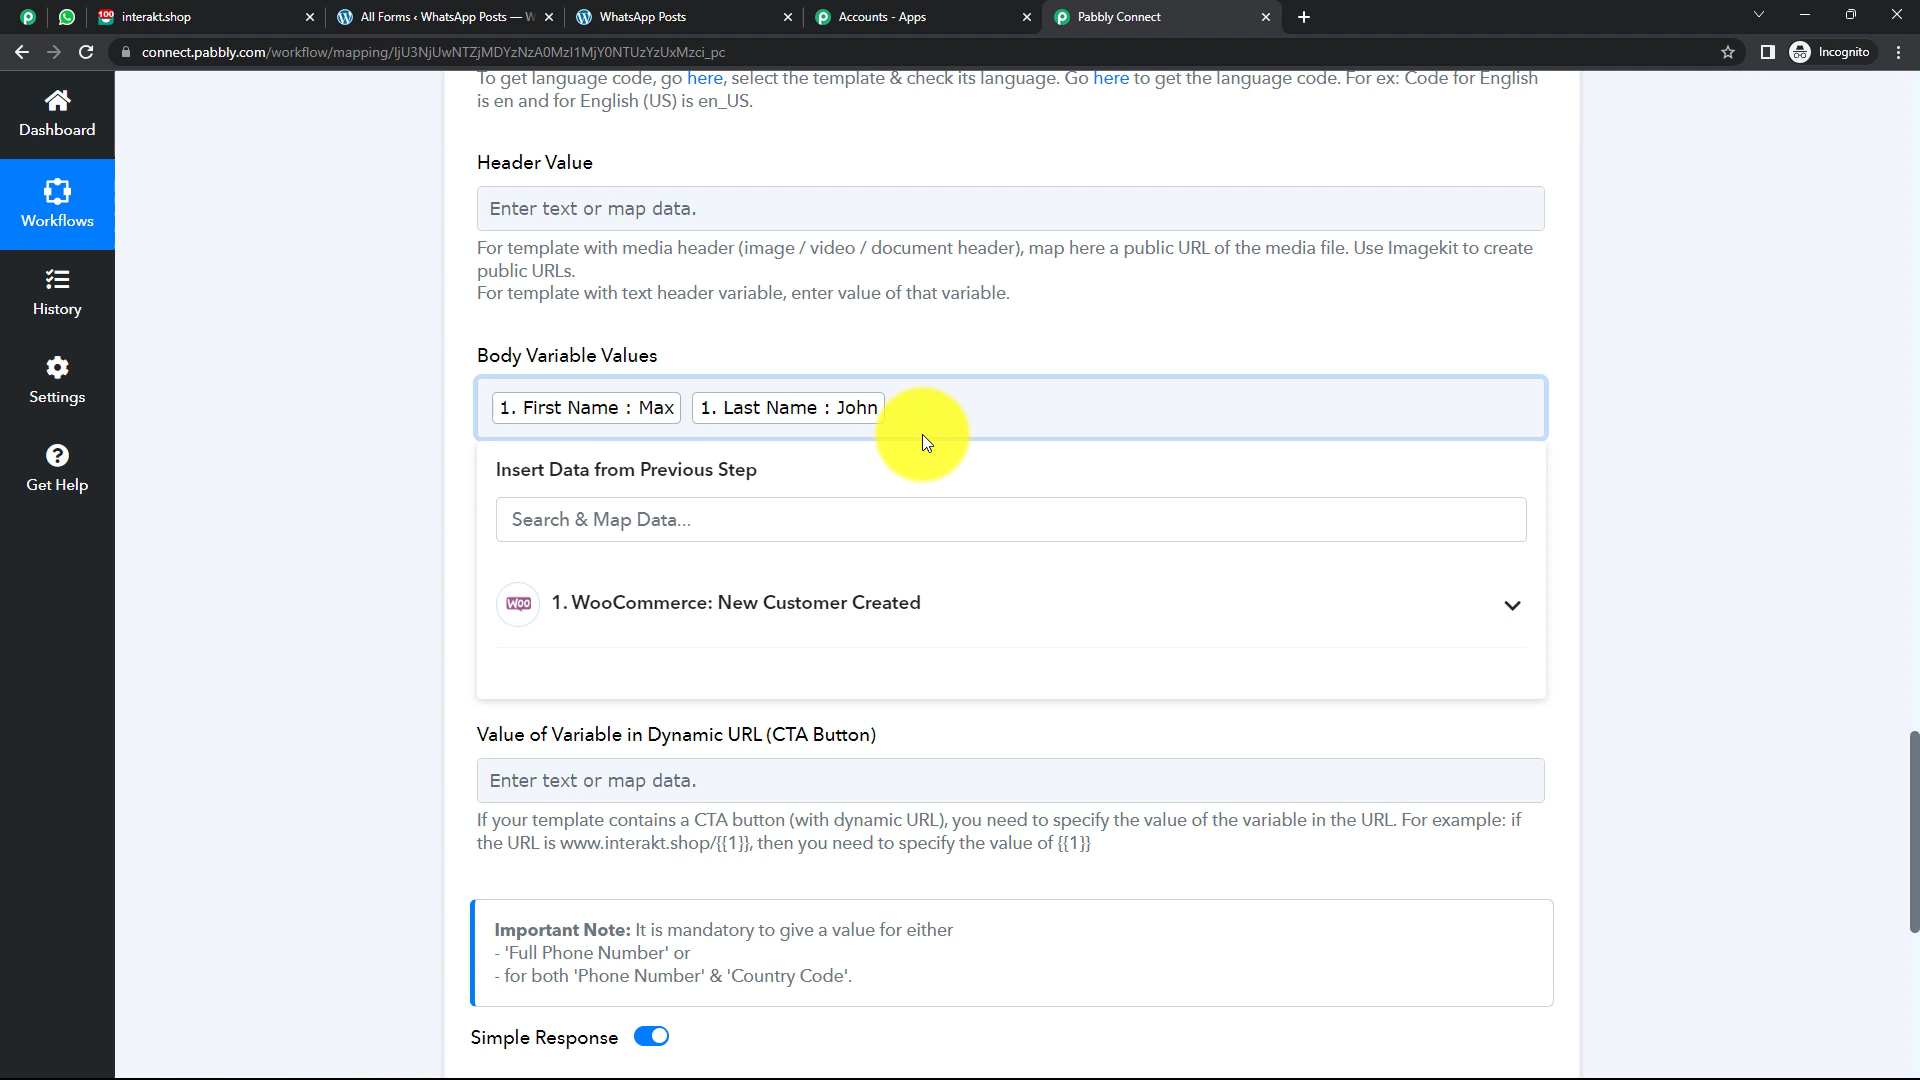 interakt.shop
All Forms ‹ WhatsApp Posts — W
WhatsApp Posts
Accounts - Apps
Pabbly Connect
connect.pabbly.com/workflow/mapping/IjU3NjUwNTZjMDYzNzA0MzI1MjY0NTUzYzUxMzci_pc
Incognito
Dashboard
Workflows
History
Settings
Get Help
To get language code, go here, select the template & check its language. Go here to get the language code. For ex: Code for English
is en and for English (US) is en_US.
Header Value
Enter text or map data.
For template with media header (image / video / document header), map here a public URL of the media file. Use Imagekit to create
public URLs.
For template with text header variable, enter value of that variable.
Body Variable Values
1. First Name : Max 1. Last Name : John
Insert Data from Previous Step
Search & Map Data...
Woo 1. WooCommerce: New Customer Created
Value of Variable in Dynamic URL (CTA Button)
Enter text or map data.
If your template contains a CTA button (with dynamic URL), you need to specify the value of the variable in the URL. For example: if
the URL is www.interakt.shop/{{1}}, then you need to specify the value of {{1}}
Important Note: It is mandatory to give a value for either
- 'Full Phone Number' or
- for both 'Phone Number' & 'Country Code'.
Simple Response